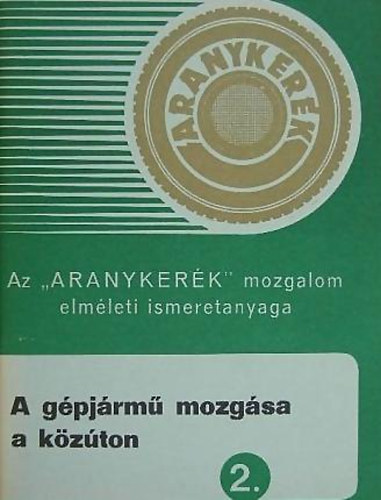 ARANYKERÉK
Az „ARANYKERÉK" mozgalom
elméleti ismeretanyaga
A gépjármű mozgása
a közúton
2.